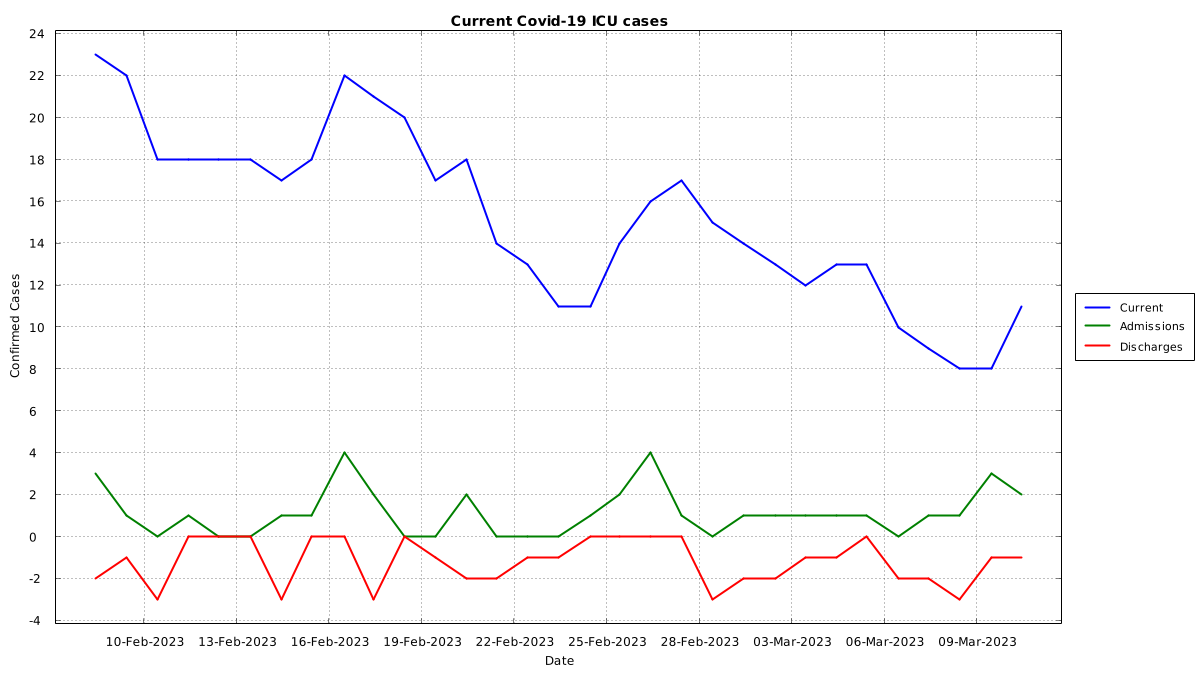 Current Covid-19 ICU cases
24
22
20
18
16
14
12
10
8
6
4
2
0
-2
-4
Confirmed Cases
10-Feb-2023 13-Feb-2023 16-Feb-2023 19-Feb-2023 22-Feb-2023 25-Feb-2023 28-Feb-2023 03-Mar-2023 06-Mar-2023 09-Mar-2023
Date
Current
Admissions
Discharges